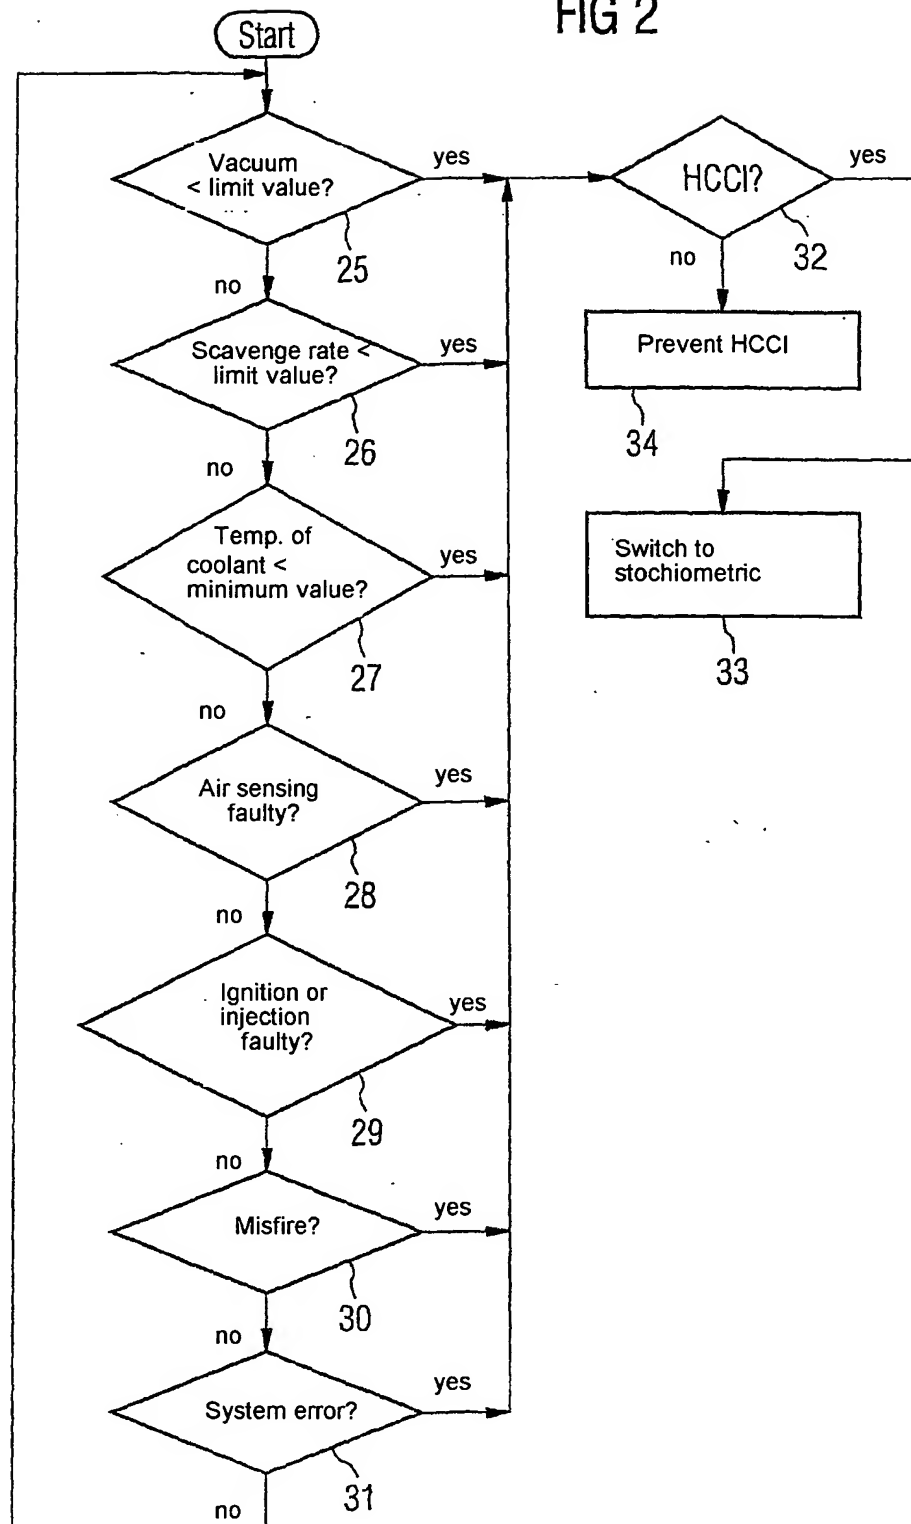 FIG 2
Start
Vacuum
< limit value?
yes
25
no
HCCI?
yes
32
no
Prevent HCCI
34
Switch to
stochiometric
33
Scavenge rate <
limit value?
yes
26
no
Temp. of
coolant <
minimum value?
yes
27
no
Air sensing
faulty?
yes
28
no
Ignition or
injection
faulty?
yes
29
no
Misfire?
yes
30
no
System error?
yes
31
no